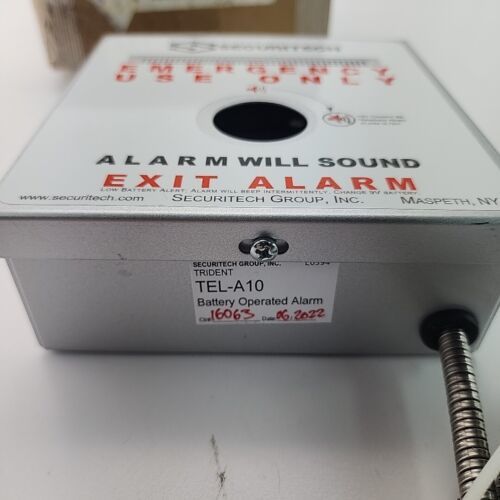 SECURITECH
EMERGENCY
USE ONLY
ALARM WILL SOUND
EXIT ALARM
LOW BATTERY ALERT: ALARM WILL BEEP INTERMITTENTLY. CHANGE 9V BATTERY
www.securitech.com SECURITECH GROUP, INC. MASPETH, NY
SECURITECH GROUP, INC. L0594
TRIDENT
TEL-A10
Battery Operated Alarm
16063 Date 06.2022